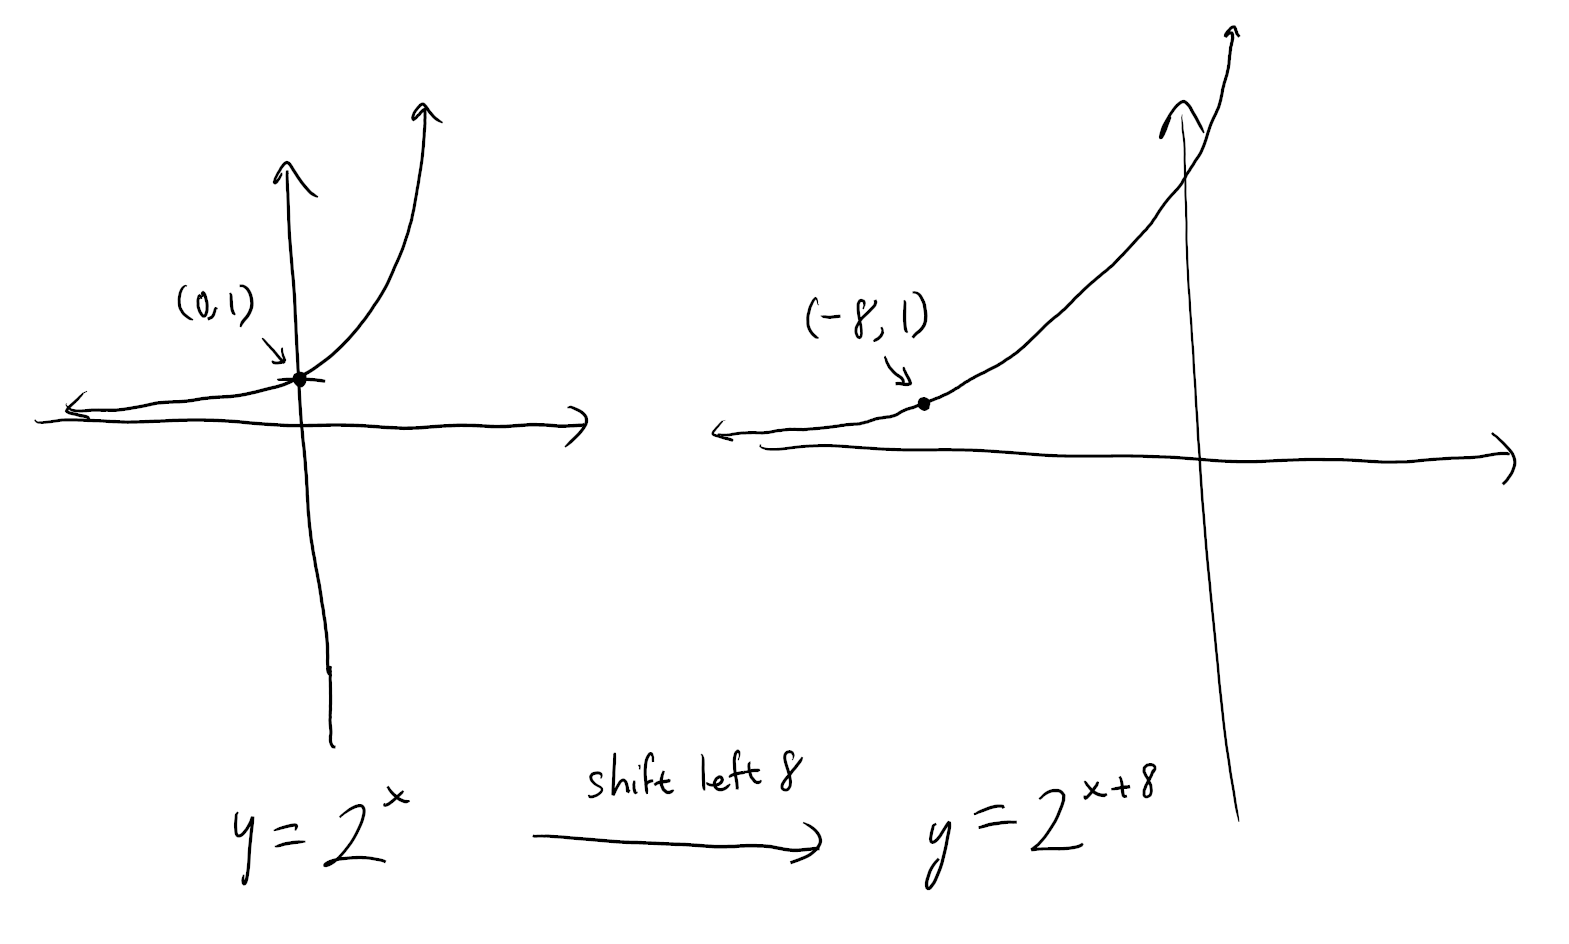 (0,1)
(-8,1)
shift left 8
y=2^x
y=2^{x+8}